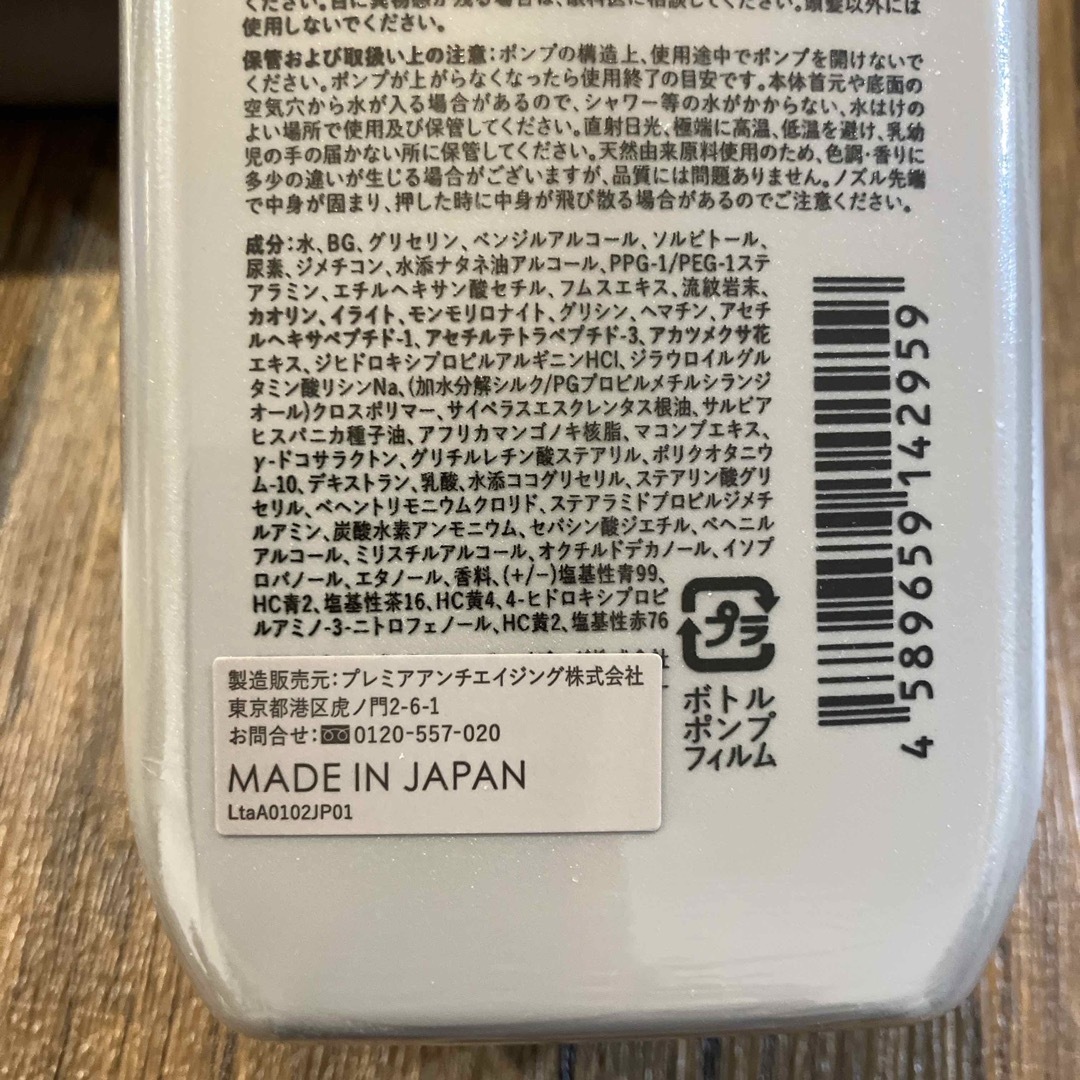 ください。目に異物感が残る場合は、眼科医に相談してください。頭髪以外には
使用しないでください。
保管および取扱い上の注意:ポンプの構造上、使用途中でポンプを開けないで
ください。ポンプが上がらなくなったら使用終了の目安です。本体首元や底面の
空気穴から水が入る場合があるので、シャワー等の水がかからない、水はけの
よい場所で使用及び保管してください。直射日光、極端に高温、低温を避け、乳幼
児の手の届かない所に保管してください。天然由来原料使用のため、色調・香りに
多少の違いが生じる場合がございますが、品質には問題ありません。ノズル先端
で中身が固まり、押した時に中身が飛び散る場合があるのでご注意ください。
成分:水、BG、グリセリン、ベンジルアルコール、ソルビトール、
尿素、ジメチコン、水添ナタネ油アルコール、PPG-1/PEG-1ステ
アラミン、エチルヘキサン酸セチル、フムスエキス、流紋岩末、
カオリン、イライト、モンモリロナイト、グリシン、ヘマチン、アセチ
ルヘキサペプチド-1、アセチルテトラペプチド-3、アカツメクサ花
エキス、ジヒドロキシプロピルアルギニンHCl、ジラウロイルグル
タミン酸リシンNa、(加水分解シルク/PGプロピルメチルシランジ
オール)クロスポリマー、サイペラスエスクレンタス根油、サルビア
ヒスパニカ種子油、アフリカマンゴノキ核脂、マコンブエキス、
γ-ドコサラクトン、グリチルレチン酸ステアリル、ポリクオタニウ
ム-10、デキストラン、乳酸、水添ココグリセリル、ステアリン酸グリ
セリル、ベヘントリモニウムクロリド、ステアラミドプロピルジメチ
ルアミン、炭酸水素アンモニウム、セバシン酸ジエチル、ベヘニル
アルコール、ミリスチルアルコール、オクチルドデカノール、イソプ
ロパノール、エタノール、香料、(+/−)塩基性青99、
HC青2、塩基性茶16、HC黄4、4-ヒドロキシプロピ
ルアミノ-3-ニトロフェノール、HC黄2、塩基性赤76
製造販売元:プレミアアンチエイジング株式会社
東京都港区虎ノ門2-6-1
お問合せ:0120-557-020
MADE IN JAPAN
LtaA0102JP01
プラ
ボトル
ポンプ
フィルム
4589659142959